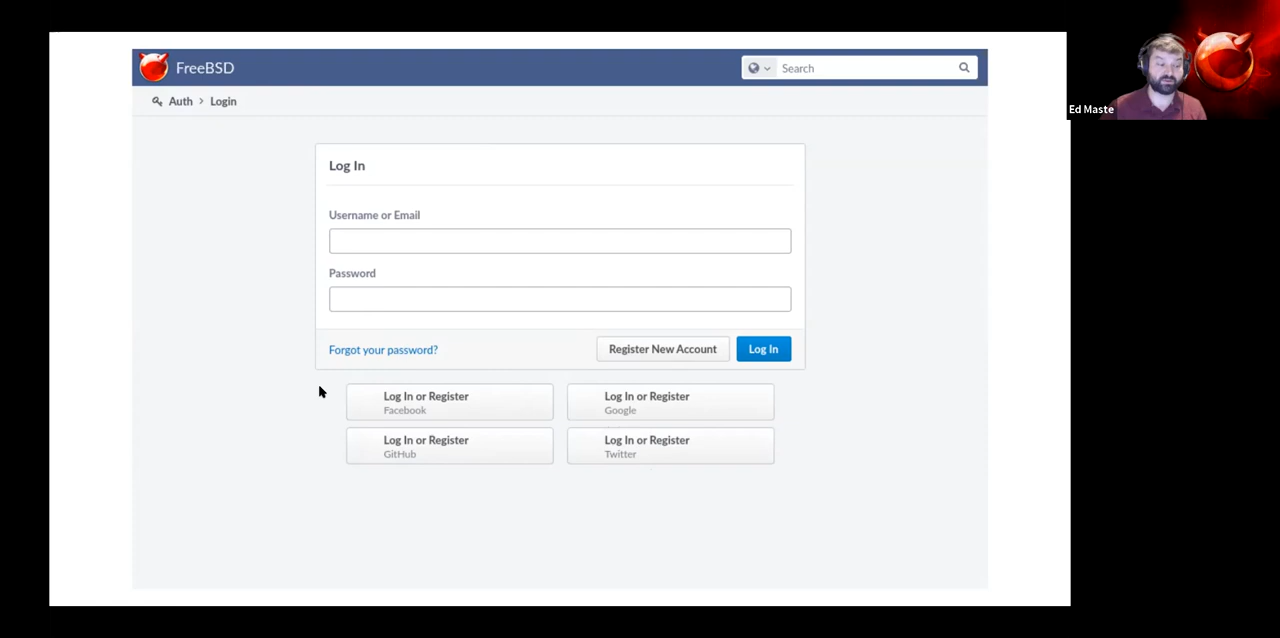 FreeBSD
Search
Auth > Login
Log In
Username or Email
Password
Forgot your password?
Register New Account
Log In
Log In or Register
Facebook
Log In or Register
Google
Log In or Register
GitHub
Log In or Register
Twitter
Ed Maste